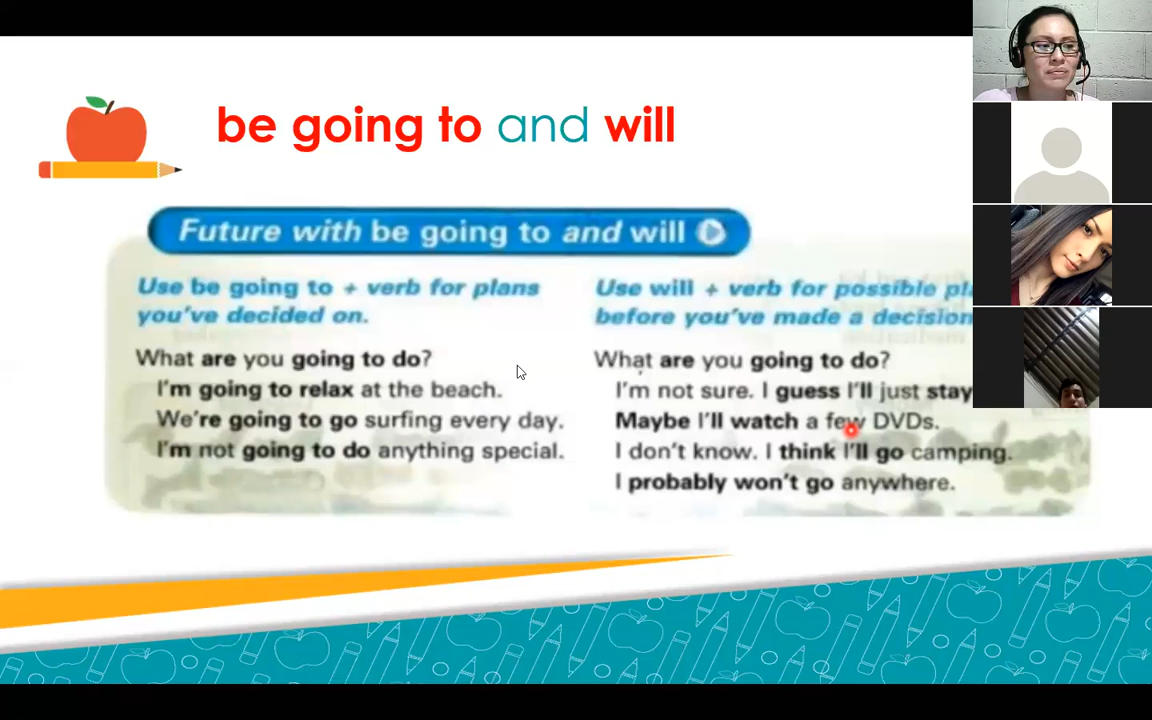 be going to and will
Future with be going to and will
Use be going to + verb for plans
you've decided on.
What are you going to do?
I'm going to relax at the beach.
We're going to go surfing every day.
I'm not going to do anything special.
Use will + verb for possible
before you've made a decision
What are you going to do?
I'm not sure. I guess I'll just stay
Maybe I'll watch a few DVDs.
I don't know. I think I'll go camping.
I probably won't go anywhere.